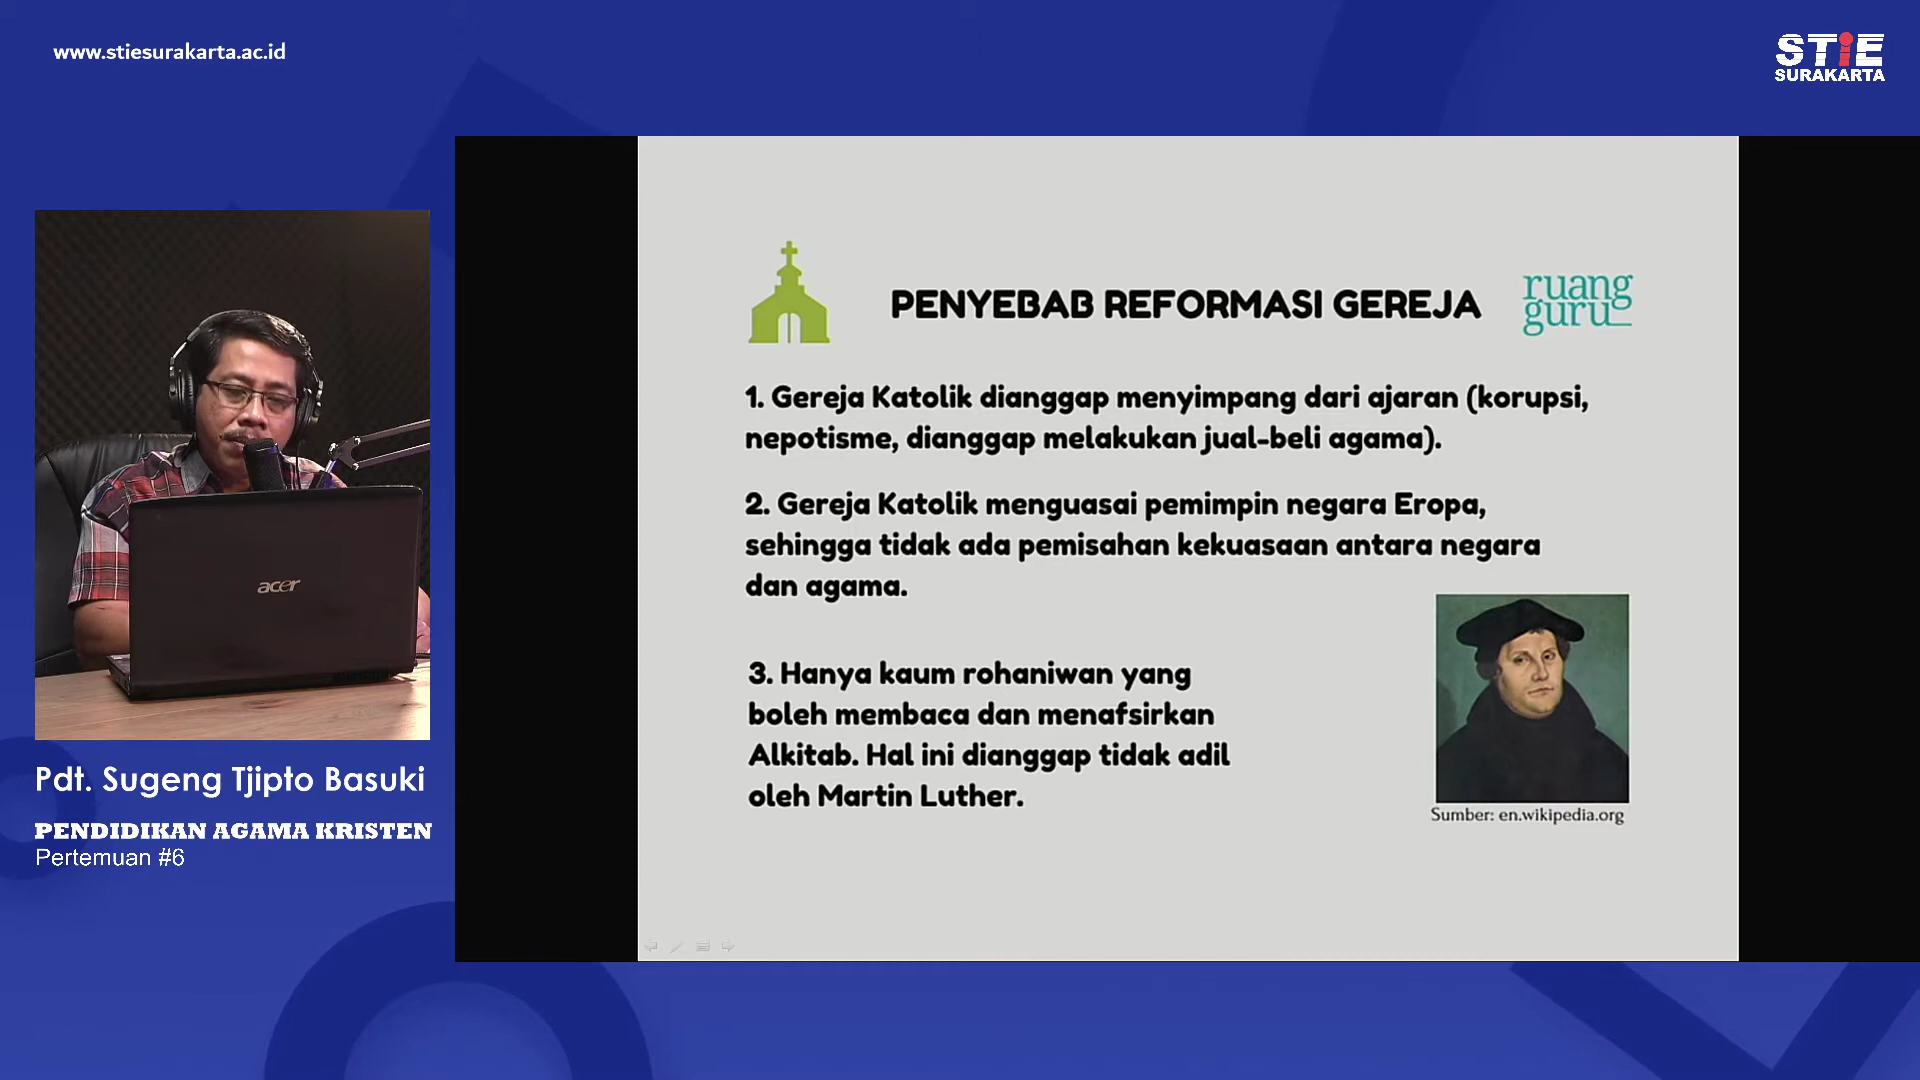 www.stiesurakarta.ac.id
STiE
SURAKARTA
PENYEBAB REFORMASI GEREJA
ruang
guru
1. Gereja Katolik dianggap menyimpang dari ajaran (korupsi,
nepotisme, dianggap melakukan jual-beli agama).
2. Gereja Katolik menguasai pemimpin negara Eropa,
sehingga tidak ada pemisahan kekuasaan antara negara
dan agama.
3. Hanya kaum rohaniwan yang
boleh membaca dan menafsirkan
Alkitab. Hal ini dianggap tidak adil
oleh Martin Luther.
Sumber: en.wikipedia.org
acer
Pdt. Sugeng Tjipto Basuki
PENDIDIKAN AGAMA KRISTEN
Pertemuan #6